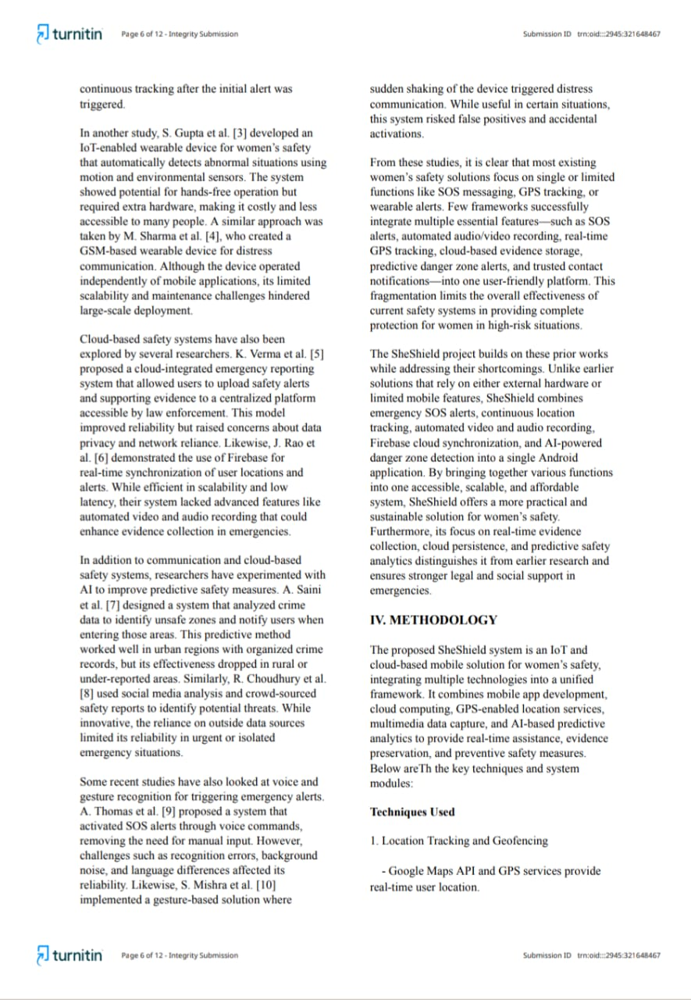 turnitin Page 6 of 12 - Integrity Submission Submission ID trn:oid:::2945:321648467
continuous tracking after the initial alert was
triggered.
In another study, S. Gupta et al. [3] developed an
IoT-enabled wearable device for women’s safety
that automatically detects abnormal situations using
motion and environmental sensors. The system
showed potential for hands-free operation but
required extra hardware, making it costly and less
accessible to many people. A similar approach was
taken by M. Sharma et al. [4], who created a
GSM-based wearable device for distress
communication. Although the device operated
independently of mobile applications, its limited
scalability and maintenance challenges hindered
large-scale deployment.
Cloud-based safety systems have also been
explored by several researchers. K. Verma et al. [5]
proposed a cloud-integrated emergency reporting
system that allowed users to upload safety alerts
and supporting evidence to a centralized platform
accessible by law enforcement. This model
improved reliability but raised concerns about data
privacy and network reliance. Likewise, J. Rao et
al. [6] demonstrated the use of Firebase for
real-time synchronization of user locations and
alerts. While efficient in scalability and low
latency, their system lacked advanced features like
automated video and audio recording that could
enhance evidence collection in emergencies.
In addition to communication and cloud-based
safety systems, researchers have experimented with
AI to improve predictive safety measures. A. Saini
et al. [7] designed a system that analyzed crime
data to identify unsafe zones and notify users when
entering those areas. This predictive method
worked well in urban regions with organized crime
records, but its effectiveness dropped in rural or
under-reported areas. Similarly, R. Choudhury et al.
[8] used social media analysis and crowd-sourced
safety reports to identify potential threats. While
innovative, the reliance on outside data sources
limited its reliability in urgent or isolated
emergency situations.
Some recent studies have also looked at voice and
gesture recognition for triggering emergency alerts.
A. Thomas et al. [9] proposed a system that
activated SOS alerts through voice commands,
removing the need for manual input. However,
challenges such as recognition errors, background
noise, and language differences affected its
reliability. Likewise, S. Mishra et al. [10]
implemented a gesture-based solution where
sudden shaking of the device triggered distress
communication. While useful in certain situations,
this system risked false positives and accidental
activations.
From these studies, it is clear that most existing
women’s safety solutions focus on single or limited
functions like SOS messaging, GPS tracking, or
wearable alerts. Few frameworks successfully
integrate multiple essential features—such as SOS
alerts, automated audio/video recording, real-time
GPS tracking, cloud-based evidence storage,
predictive danger zone alerts, and trusted contact
notifications—into one user-friendly platform. This
fragmentation limits the overall effectiveness of
current safety systems in providing complete
protection for women in high-risk situations.
The SheShield project builds on these prior works
while addressing their shortcomings. Unlike earlier
solutions that rely on either external hardware or
limited mobile features, SheShield combines
emergency SOS alerts, continuous location
tracking, automated video and audio recording,
Firebase cloud synchronization, and AI-powered
danger zone detection into a single Android
application. By bringing together various functions
into one accessible, scalable, and affordable
system, SheShield offers a more practical and
sustainable solution for women’s safety.
Furthermore, its focus on real-time evidence
collection, cloud persistence, and predictive safety
analytics distinguishes it from earlier research and
ensures stronger legal and social support in
emergencies.
IV. METHODOLOGY
The proposed SheShield system is an IoT and
cloud-based mobile solution for women’s safety,
integrating multiple technologies into a unified
framework. It combines mobile app development,
cloud computing, GPS-enabled location services,
multimedia data capture, and AI-based predictive
analytics to provide real-time assistance, evidence
preservation, and preventive safety measures.
Below areTh the key techniques and system
modules:
Techniques Used
1. Location Tracking and Geofencing
- Google Maps API and GPS services provide
real-time user location.
turnitin Page 6 of 12 - Integrity Submission Submission ID trn:oid:::2945:321648467